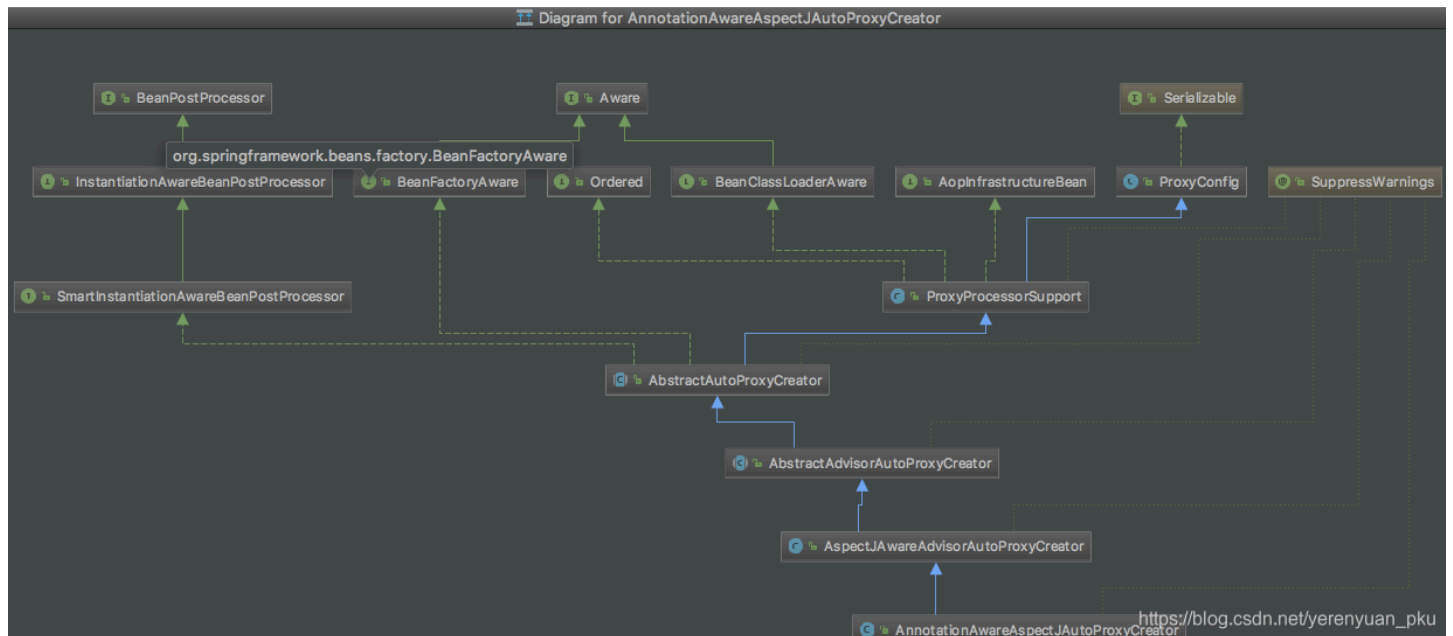 Diagram for AnnotationAwareAspectJAutoProxyCreator
BeanPostProcessor
Aware
Serializable
org.springframework.beans.factory.BeanFactoryAware
InstantiationAwareBeanPostProcessor
BeanFactoryAware
Ordered
BeanClassLoaderAware
AopInfrastructureBean
ProxyConfig
SuppressWarnings
SmartInstantiationAwareBeanPostProcessor
ProxyProcessorSupport
AbstractAutoProxyCreator
AbstractAdvisorAutoProxyCreator
AspectJAwareAdvisorAutoProxyCreator
AnnotationAwareAspectJAutoProxyCreator
https://blog.csdn.net/yerenyuan_pku